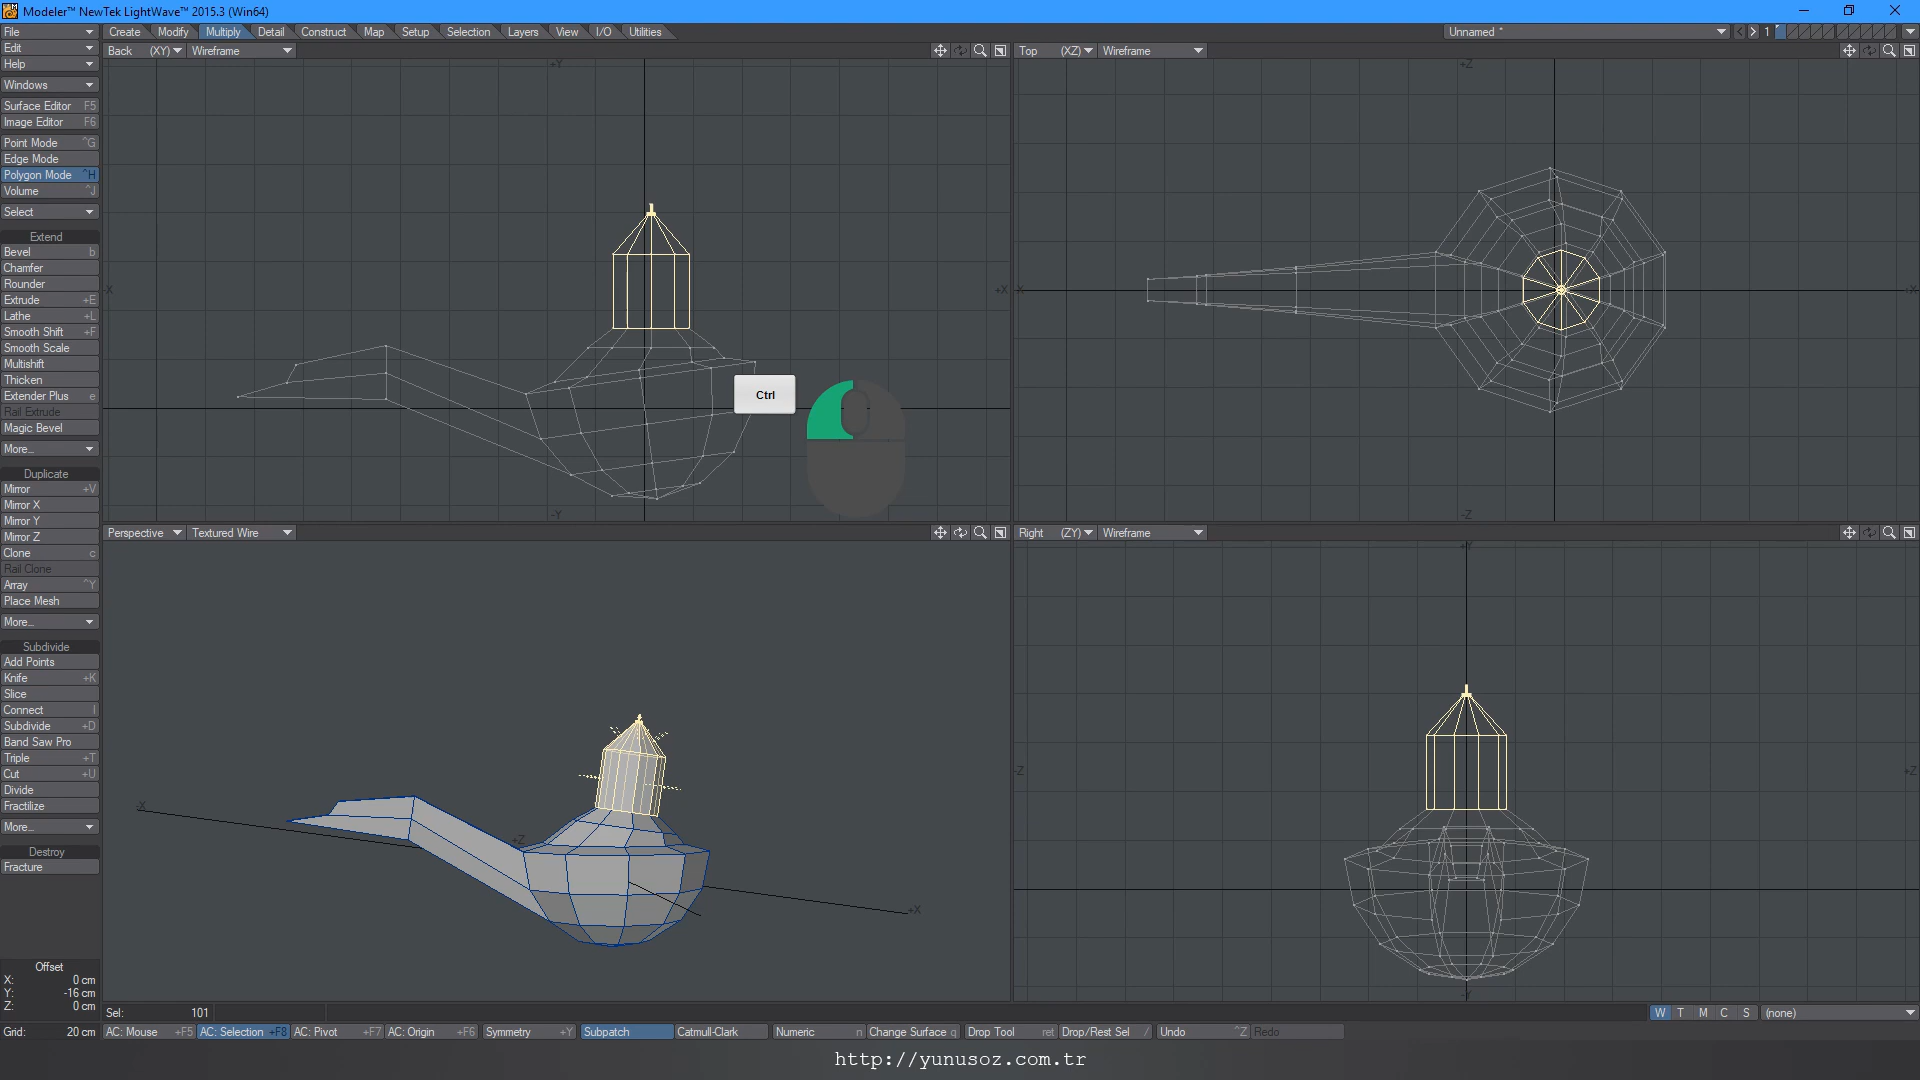 Modeler™ NewTek LightWave™ 2015.3 (Win64)
File
Create Modify Multiply Detail Construct Map Setup Selection Layers View I/O Utilities
Unnamed * 1
Edit
Help
Windows
Surface Editor F5
Image Editor F6
Point Mode ^G
Edge Mode
Polygon Mode ^H
Volume ^J
Select
Extend
Bevel b
Chamfer
Rounder
Extrude +E
Lathe +L
Smooth Shift +F
Smooth Scale
Multishift
Thicken
Extender Plus e
Rail Extrude
Magic Bevel
More...
Duplicate
Mirror +V
Mirror X
Mirror Y
Mirror Z
Clone c
Rail Clone
Array ^Y
Place Mesh
More...
Subdivide
Add Points
Knife +K
Slice
Connect l
Subdivide +D
Band Saw Pro
Triple +T
Cut +U
Divide
Fractilize
More...
Destroy
Fracture
Offset
X: 0 cm
Y: -16 cm
Z: 0 cm
Grid: 20 cm
Back (XY) Wireframe
+Y
-X +X
Ctrl
-Y
Top (XZ) Wireframe
+Z
-X +X
-Z
Perspective Textured Wire
-X
+Z
+X
Right (ZY) Wireframe
+Y
-Z +Z
-Y
Sel: 101
W T M C S (none)
AC: Mouse +F5 AC: Selection +F8 AC: Pivot +F7 AC: Origin +F6 Symmetry +Y Subpatch Catmull-Clark Numeric n Change Surface q Drop Tool ret Drop/Rest Sel / Undo ^Z Redo
http://yunusoz.com.tr